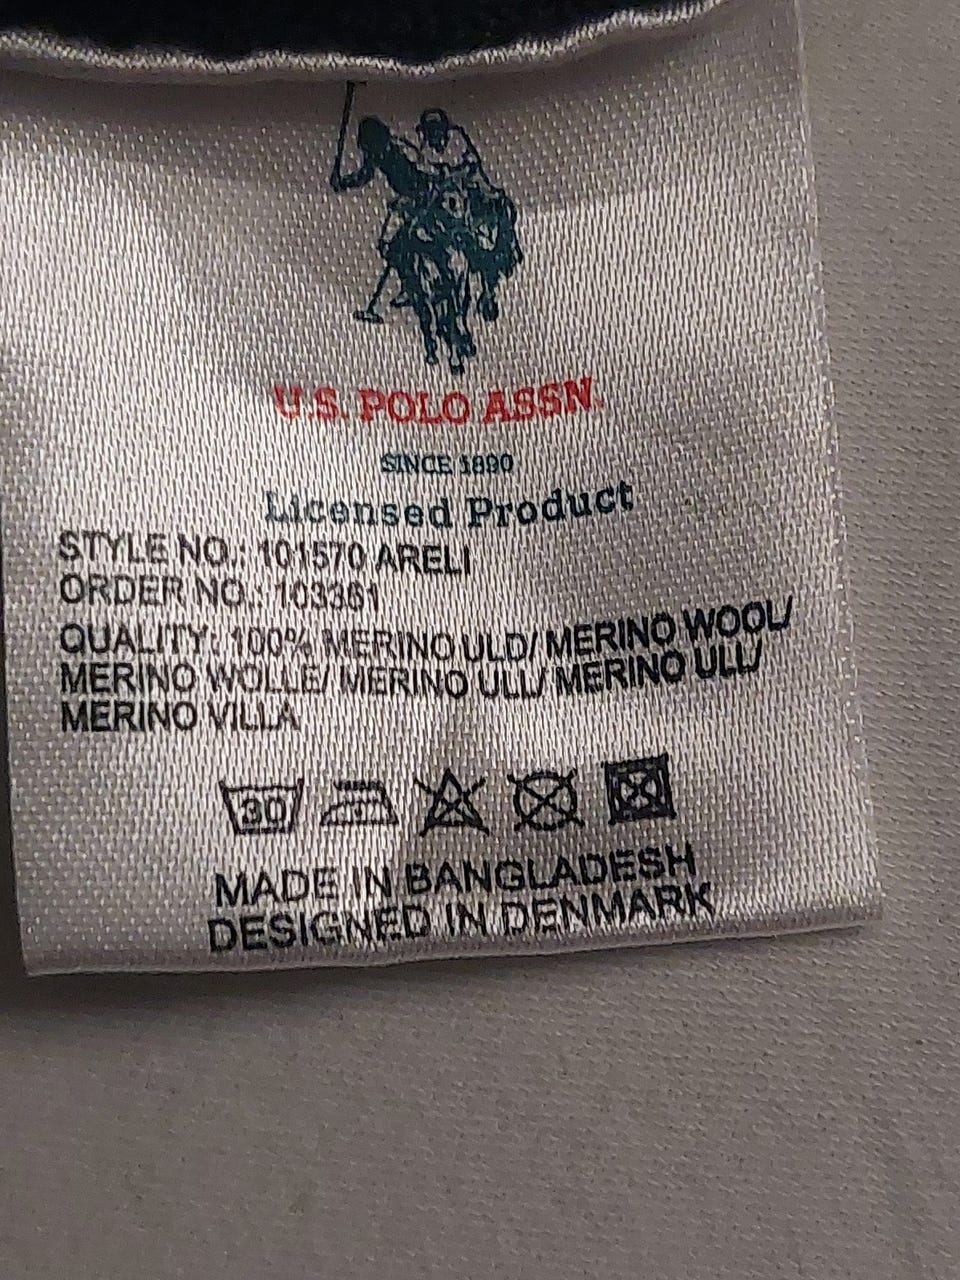 U.S. POLO ASSN.
SINCE 1890
Licensed Product
STYLE NO.: 101570 ARELI
ORDER NO.: 103361
QUALITY: 100% MERINO ULD/ MERINO WOOL/
MERINO WOLLE/ MERINO ULL/ MERINO ULL/
MERINO VILLA
30
MADE IN BANGLADESH
DESIGNED IN DENMARK